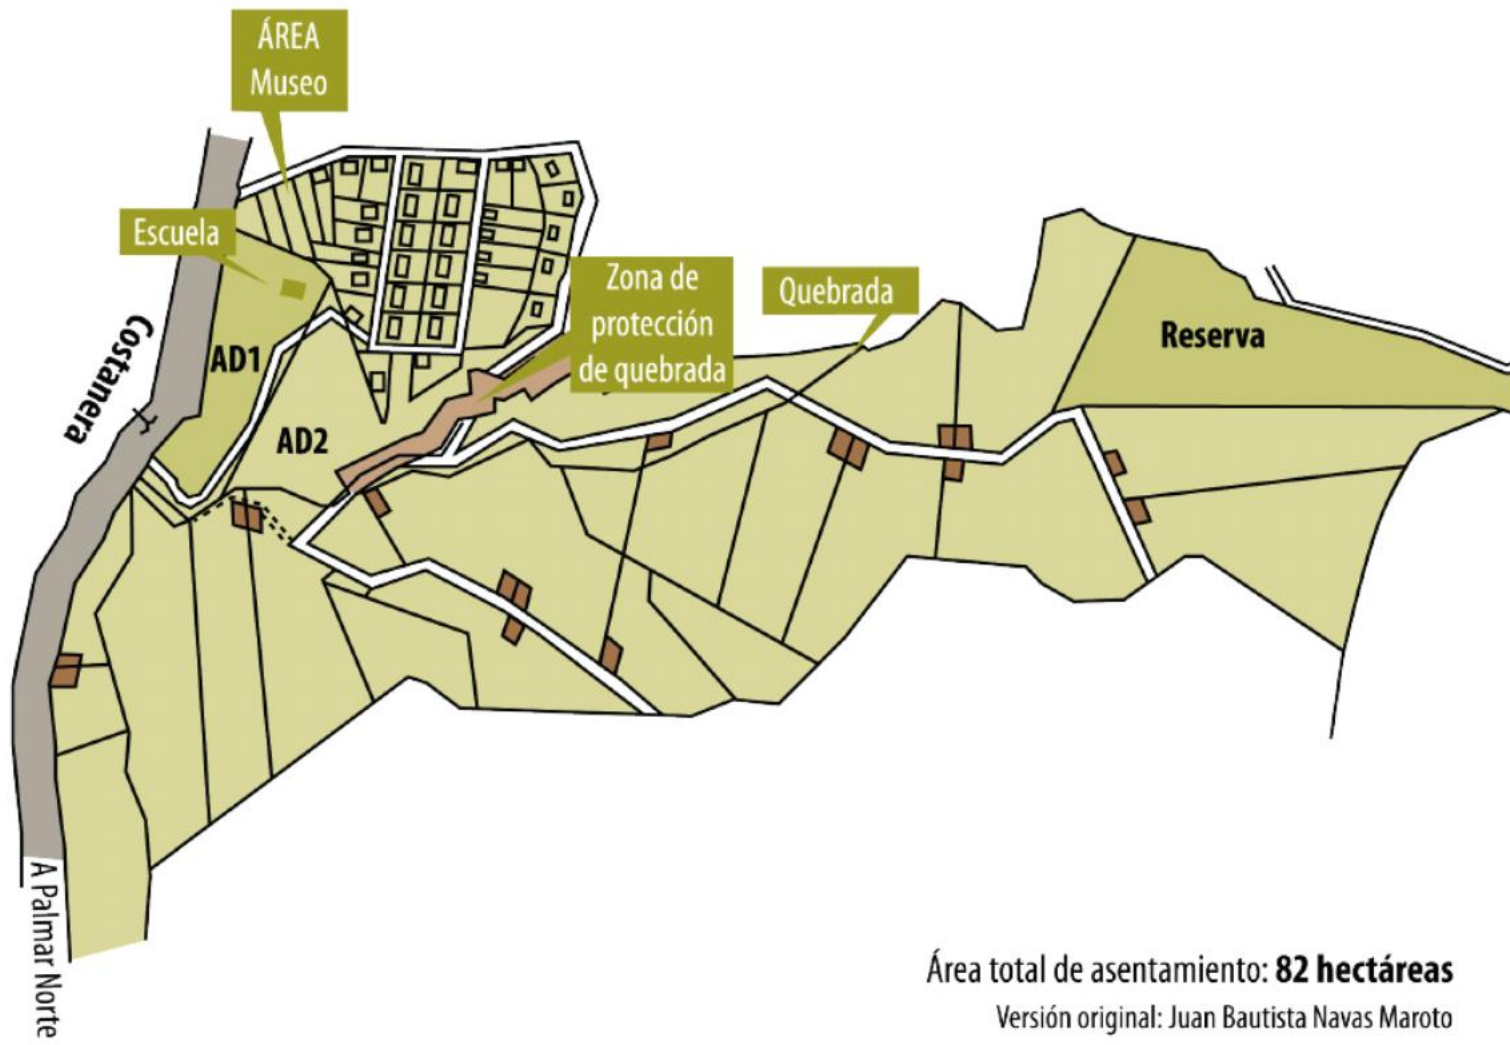 ÁREA
Museo
Escuela
Zona de
protección
de quebrada
Quebrada
Reserva
Costanera
AD1
AD2
A Palmar Norte
Área total de asentamiento: 82 hectáreas
Versión original: Juan Bautista Navas Maroto